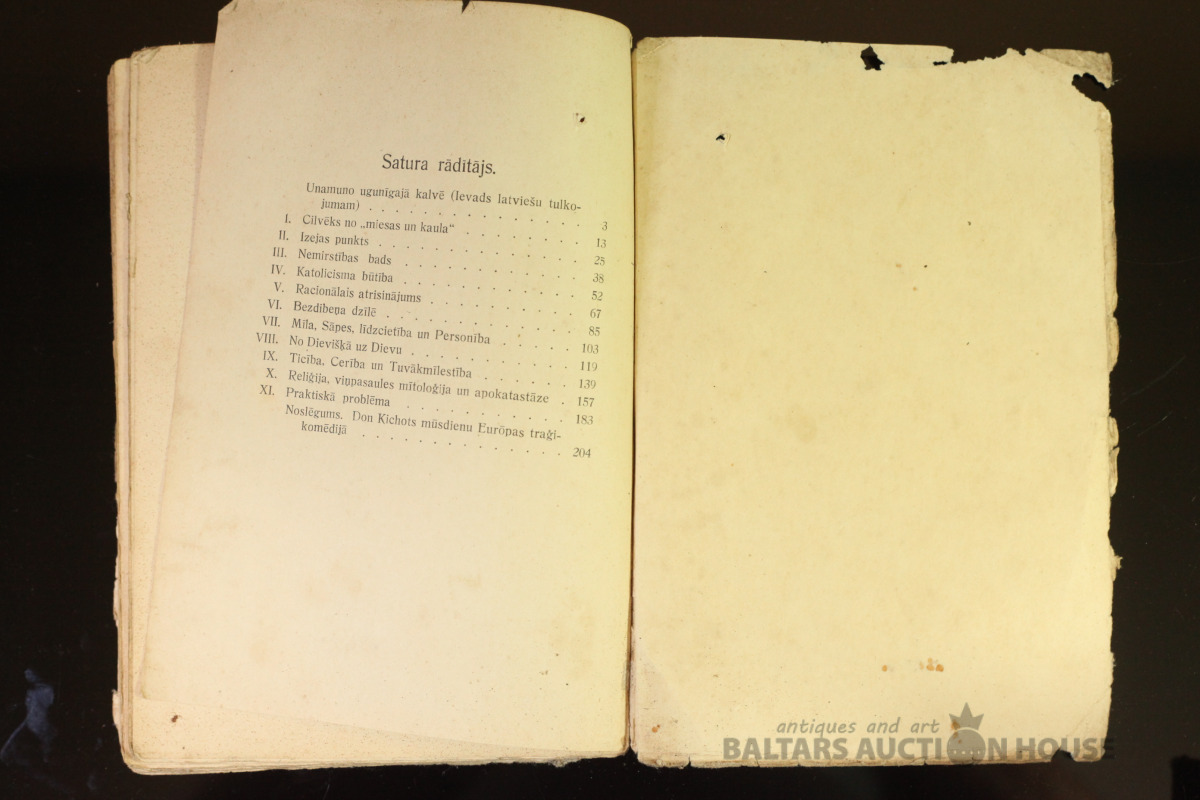 Satura rādītājs.
Unamuno ugunīgajā kalvē (Ievads latviešu tulko-
jumam) . . . . . . . . . . . . 3
I. Cilvēks no „miesas un kaula“ . . . . . . . 13
II. Izejas punkts . . . . . . . . . . . 25
III. Nemirstības bads . . . . . . . . . . 38
IV. Katolicisma būtība . . . . . . . . . . 52
V. Racionālais atrisinājums . . . . . . . . 67
VI. Bezdibeņa dzīlē . . . . . . . . . . . 85
VII. Mīla, Sāpes, līdzcietība un Personība . . . . . 103
VIII. No Dievišķā uz Dievu . . . . . . . . . 119
IX. Ticība, Cerība un Tuvākmīlestība . . . . . . 139
X. Reliģija, viņpasaules mītoloģija un apokatastāze . 157
XI. Praktiskā problēma . . . . . . . . . . 183
Noslēgums. Don Kichots mūsdienu Eurōpas traģi-
komēdijā . . . . . . . . . . . . 204
antiques and art
BALTARS AUCTION HOUSE